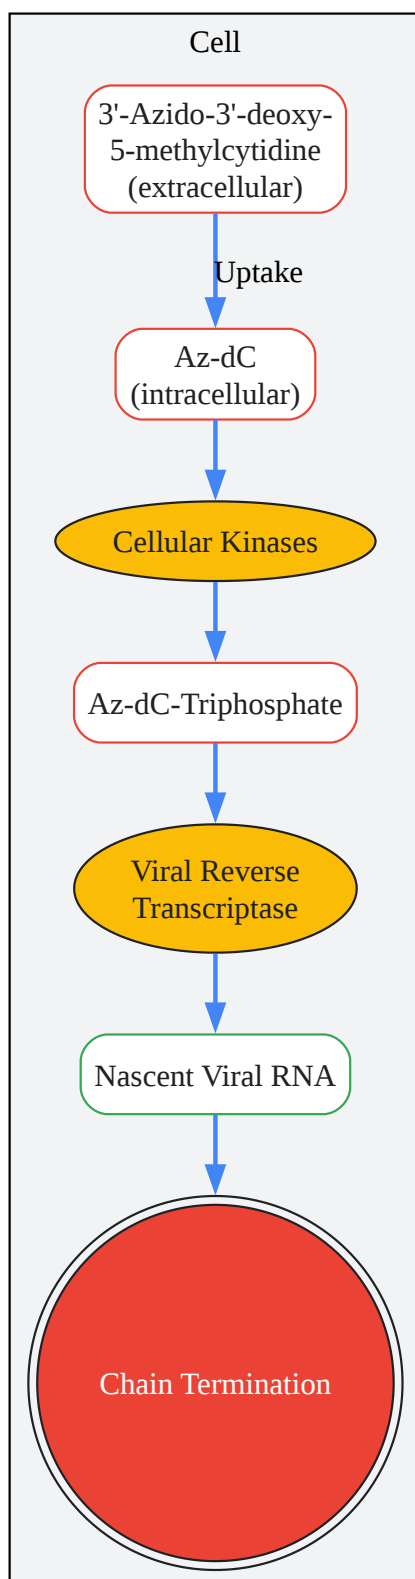 Cell
3'-Azido-3'-deoxy-
5-methylcytidine
(extracellular)
Uptake
Az-dC
(intracellular)
Cellular Kinases
Az-dC-Triphosphate
Viral Reverse
Transcriptase
Nascent Viral RNA
Chain Termination